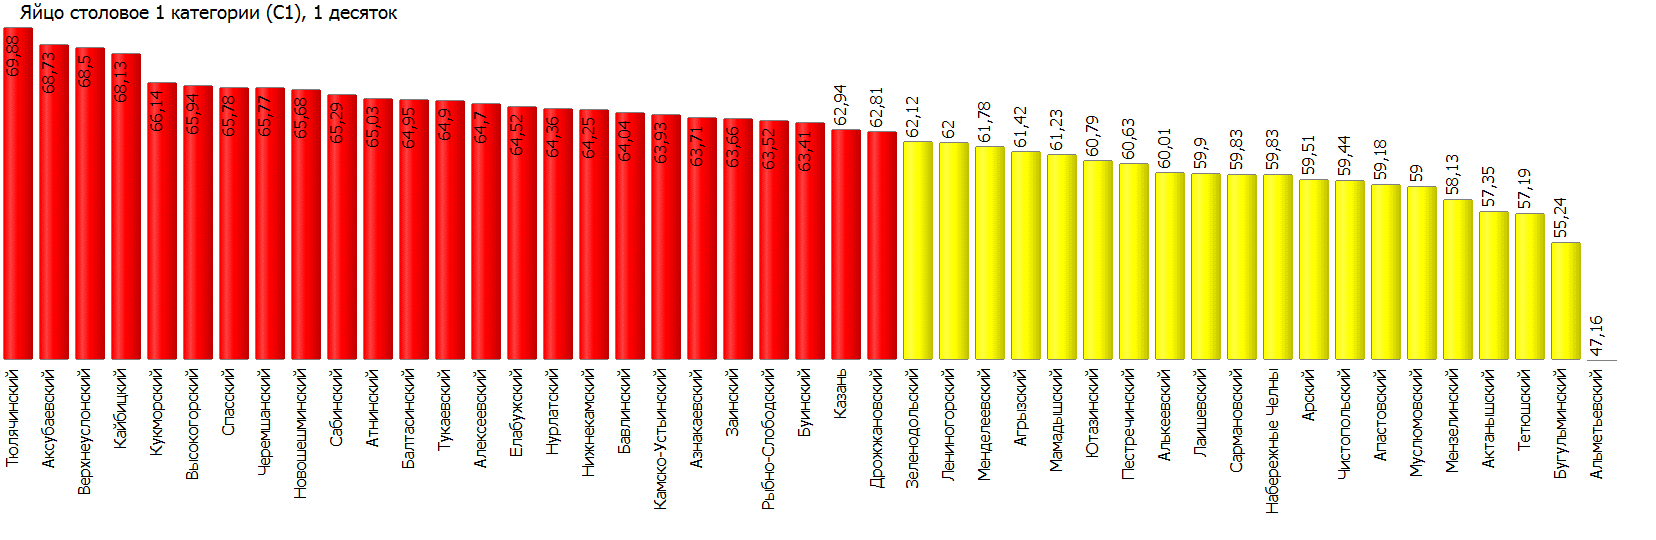 Яйцо столовое 1 категории (С1), 1 десяток
69,88
68,73
68,5
68,13
66,14
65,94
65,78
65,77
65,68
65,29
65,03
64,95
64,9
64,7
64,52
64,36
64,25
64,04
63,93
63,71
63,66
63,52
63,41
62,94
62,81
62,12
62
61,78
61,42
61,23
60,79
60,63
60,01
59,9
59,83
59,83
59,51
59,44
59,18
59
58,13
57,35
57,19
55,24
47,16
Тюлячинский
Аксубаевский
Верхнеуслонский
Кайбицкий
Кукморский
Высокогорский
Спасский
Черемшанский
Новошешминский
Сабинский
Атнинский
Балтасинский
Тукаевский
Алексеевский
Елабужский
Нурлатский
Нижнекамский
Бавлинский
Камско-Устьинский
Азнакаевский
Заинский
Рыбно-Слободский
Буинский
Казань
Дрожжановский
Зеленодольский
Лениногорский
Менделеевский
Агрызский
Мамадышский
Ютазинский
Пестречинский
Алькеевский
Лаишевский
Сармановский
Набережные Челны
Арский
Чистопольский
Апастовский
Муслюмовский
Мензелинский
Актанышский
Тетюшский
Бугульминский
Альметьевский